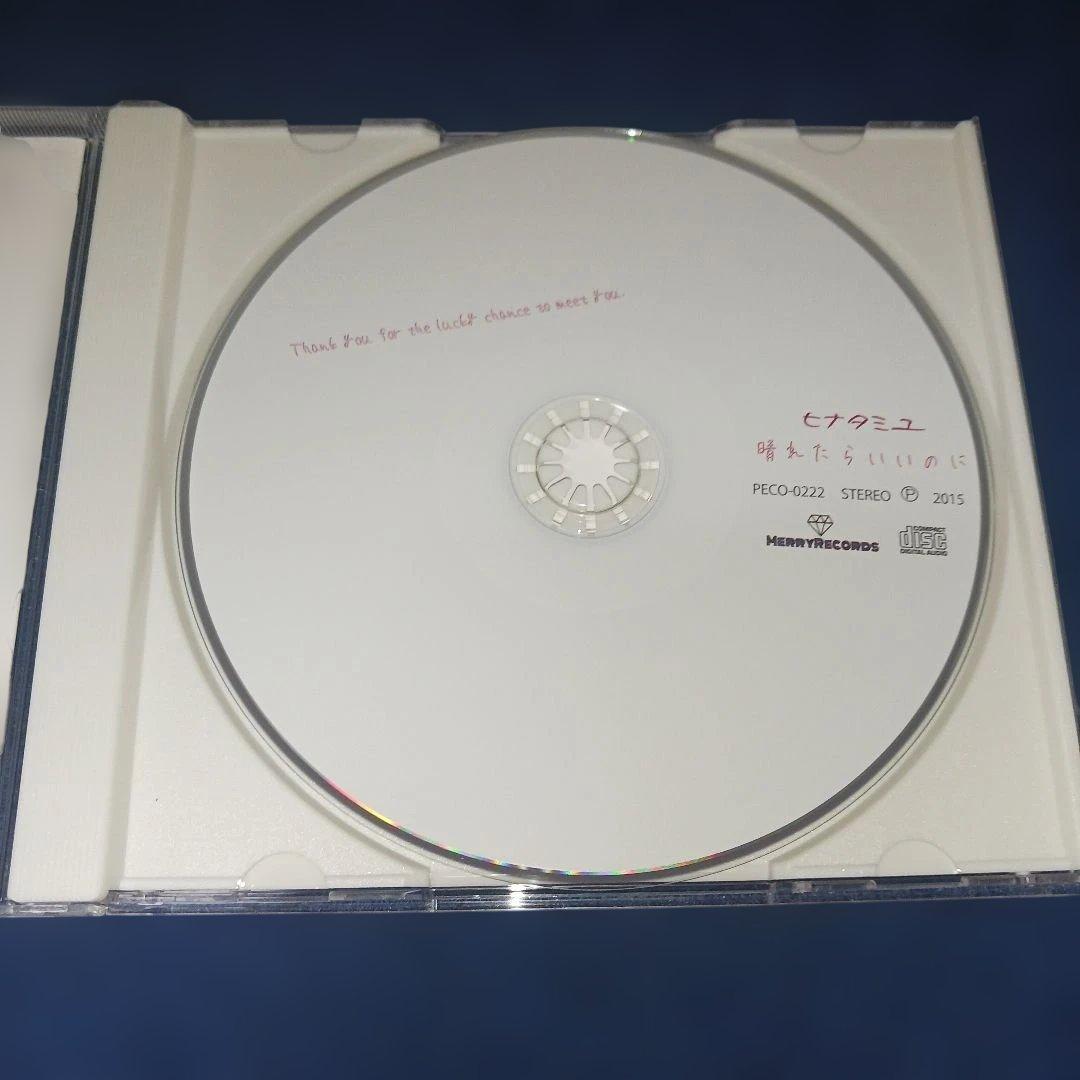 Thank you for the lucky chance to meet you.
ヒナタミユ
晴れたらいいのに
PECO-0222 STEREO Ⓟ 2015
MERRYRECORDS
COMPACT
disc
DIGITAL AUDIO